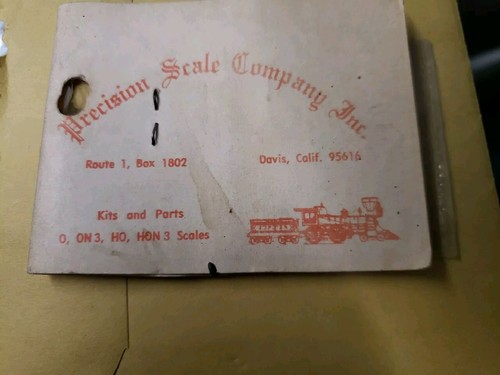 Precision Scale Company Inc.
Route 1, Box 1802
Davis, Calif. 95616
Kits and Parts
O, ON3, HO, HON3 Scales